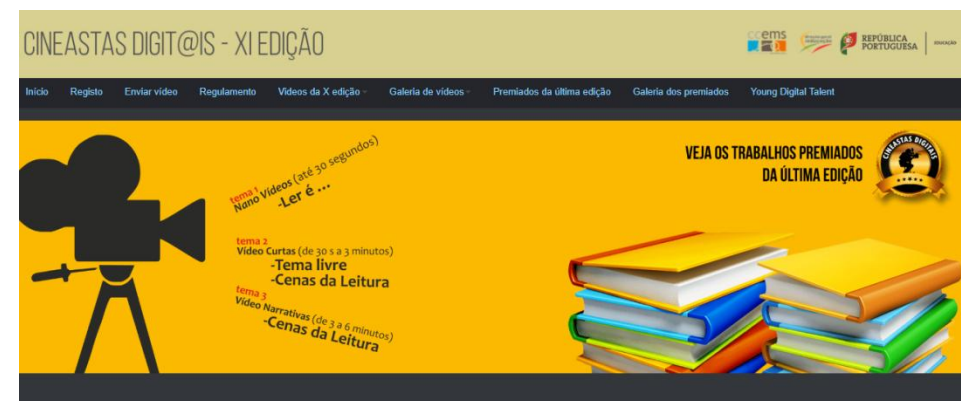 CINEASTAS DIGIT@IS - XI EDIÇÃO
ccems
REPÚBLICA
PORTUGUESA
EDUCAÇÃO
Início Registo Enviar vídeo Regulamento Videos da X edição Galeria de vídeos Premiados da última edição Galeria dos premiados Young Digital Talent
tema 1
Nano Vídeos (até 30 segundos)
-Ler é ...
tema 2
Vídeo Curtas (de 30 s a 3 minutos)
-Tema livre
-Cenas da Leitura
tema 3
Vídeo Narrativas (de 3 a 6 minutos)
-Cenas da Leitura
VEJA OS TRABALHOS PREMIADOS
DA ÚLTIMA EDIÇÃO
CINEASTAS DIGITAIS